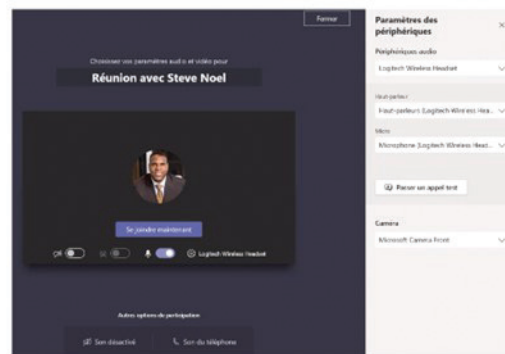 Fermer
Choisissez vos paramètres audio et vidéo pour
Réunion avec Steve Noel
Se joindre maintenant
Logitech Wireless Headset
Autres options de participation
Son désactivé
Son du téléphone
Paramètres des
périphériques
Périphériques audio
Logitech Wireless Headset
Haut-parleur
Haut-parleurs (Logitech Wireless Hea...
Micro
Microphone (Logitech Wireless Head...
Passer un appel test
Caméra
Microsoft Camera Front